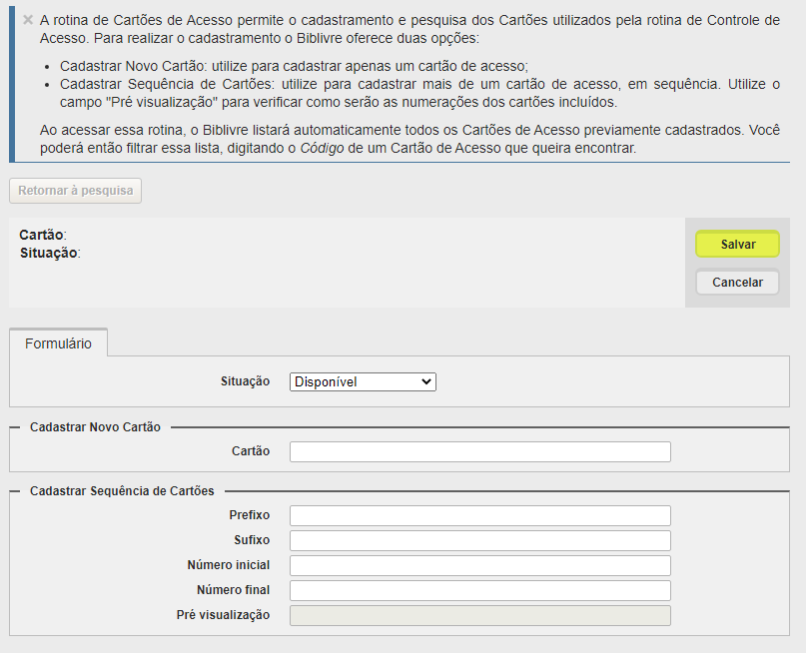 × A rotina de Cartões de Acesso permite o cadastramento e pesquisa dos Cartões utilizados pela rotina de Controle de
Acesso. Para realizar o cadastramento o Biblivre oferece duas opções:
• Cadastrar Novo Cartão: utilize para cadastrar apenas um cartão de acesso;
• Cadastrar Sequência de Cartões: utilize para cadastrar mais de um cartão de acesso, em sequência. Utilize o
campo "Pré visualização" para verificar como serão as numerações dos cartões incluídos.
Ao acessar essa rotina, o Biblivre listará automaticamente todos os Cartões de Acesso previamente cadastrados. Você
poderá então filtrar essa lista, digitando o Código de um Cartão de Acesso que queira encontrar.
Retornar à pesquisa
Cartão:
Situação:
Salvar
Cancelar
Formulário
Situação Disponível
Cadastrar Novo Cartão
Cartão
Cadastrar Sequência de Cartões
Prefixo
Sufixo
Número inicial
Número final
Pré visualização